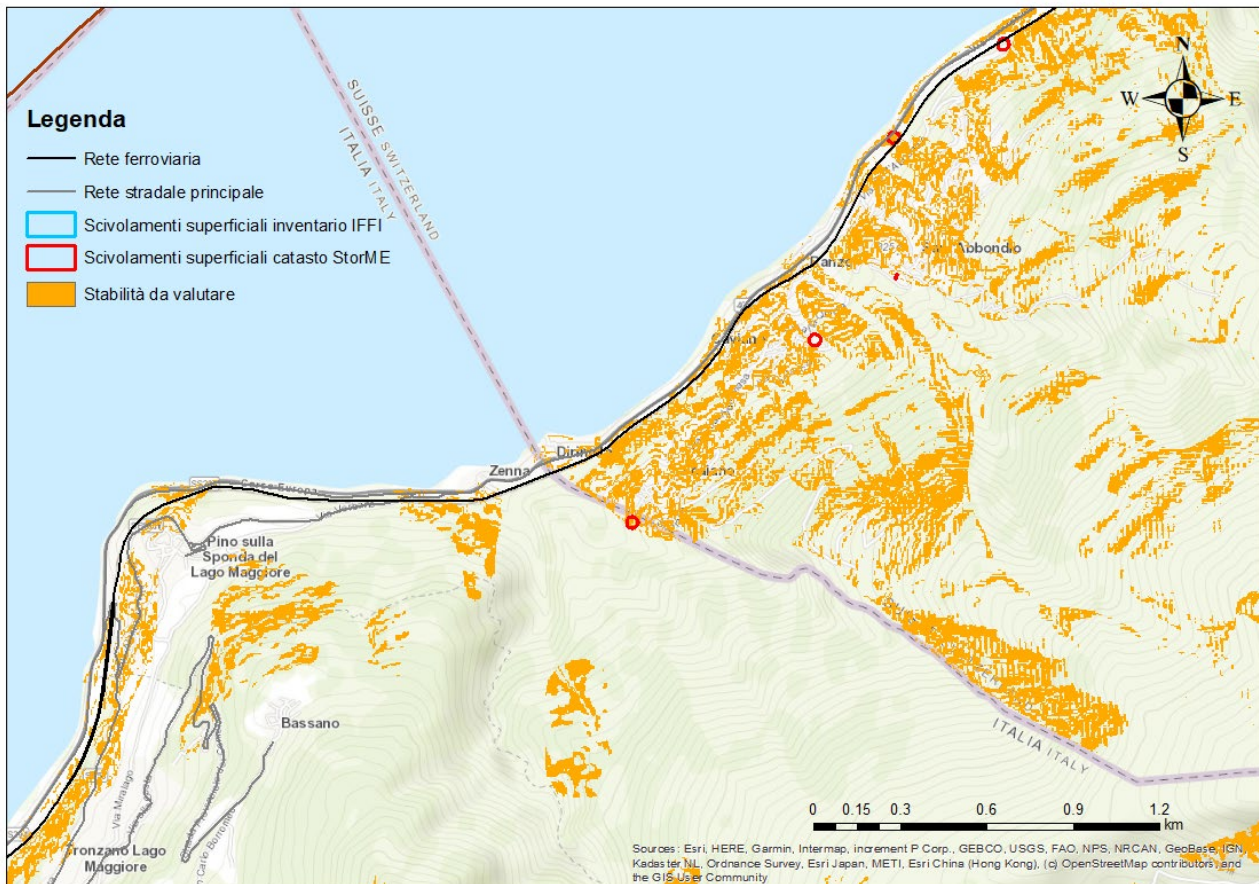 N
W E
S
SUISSE SWITZERLAND
ITALIA ITALY
Legenda
Rete ferroviaria
Rete stradale principale
Scivolamenti superficiali inventario IFFI
Scivolamenti superficiali catasto StorME
Stabilità da valutare
Abbondio
Zenna
Corso Europa
Pino sulla
Sponda del
Lago Maggiore
Bassano
Via Miralago
Tronzano Lago
Maggiore
ITALIA ITALY
0 0.15 0.3 0.6 0.9 1.2
km
Sources: Esri, HERE, Garmin, Intermap, increment P Corp., GEBCO, USGS, FAO, NPS, NRCAN, GeoBase, IGN,
Kadaster NL, Ordnance Survey, Esri Japan, METI, Esri China (Hong Kong), (c) OpenStreetMap contributors, and
the GIS User Community